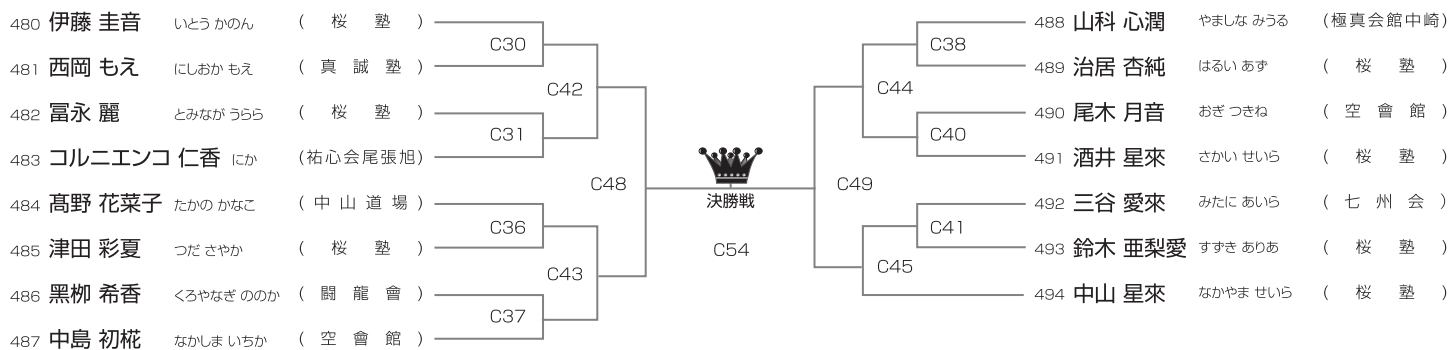 480 伊藤 圭音 いとう かのん ( 桜 塾 )
481 西岡 もえ にしおか もえ ( 真 誠 塾 )
482 冨永 麗 とみなが うらら ( 桜 塾 )
483 コルニエンコ 仁香 にか (祐心会尾張旭)
484 髙野 花菜子 たかの かなこ ( 中 山 道 場 )
485 津田 彩夏 つだ さやか ( 桜 塾 )
486 黑栁 希香 くろやなぎ ののか ( 闘 龍 會 )
487 中島 初椛 なかしま いちか ( 空 會 館 )
C30
C31
C36
C37
C42
C43
C48
決勝戦
C54
C49
C44
C45
C38
C40
C41
488 山科 心潤 やましな みうる (極真会館中崎)
489 治居 杏純 はるい あず ( 桜 塾 )
490 尾木 月音 おぎ つきね ( 空 會 館 )
491 酒井 星來 さかい せいら ( 桜 塾 )
492 三谷 愛來 みたに あいら ( 七 州 会 )
493 鈴木 亜梨愛 すずき ありあ ( 桜 塾 )
494 中山 星來 なかやま せいら ( 桜 塾 )